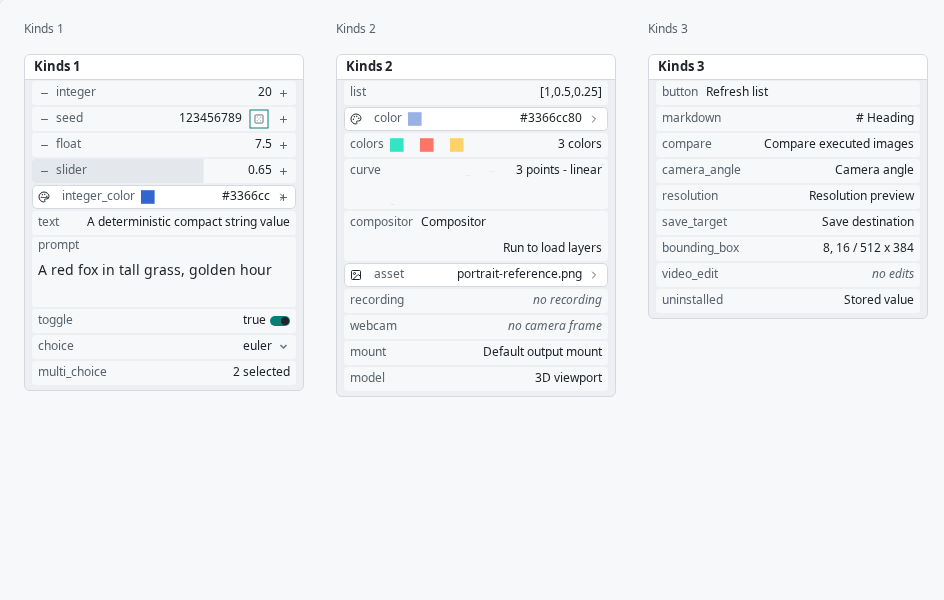 Kinds 1
Kinds 1
integer 20
seed 123456789
float 7.5
slider 0.65
integer_color #3366cc
text A deterministic compact string value
prompt
A red fox in tall grass, golden hour
toggle true
choice euler
multi_choice 2 selected
Kinds 2
Kinds 2
list [1,0.5,0.25]
color #3366cc80
colors 3 colors
curve 3 points - linear
compositor Compositor
Run to load layers
asset portrait-reference.png
recording no recording
webcam no camera frame
mount Default output mount
model 3D viewport
Kinds 3
Kinds 3
button Refresh list
markdown # Heading
compare Compare executed images
camera_angle Camera angle
resolution Resolution preview
save_target Save destination
bounding_box 8, 16 / 512 x 384
video_edit no edits
uninstalled Stored value